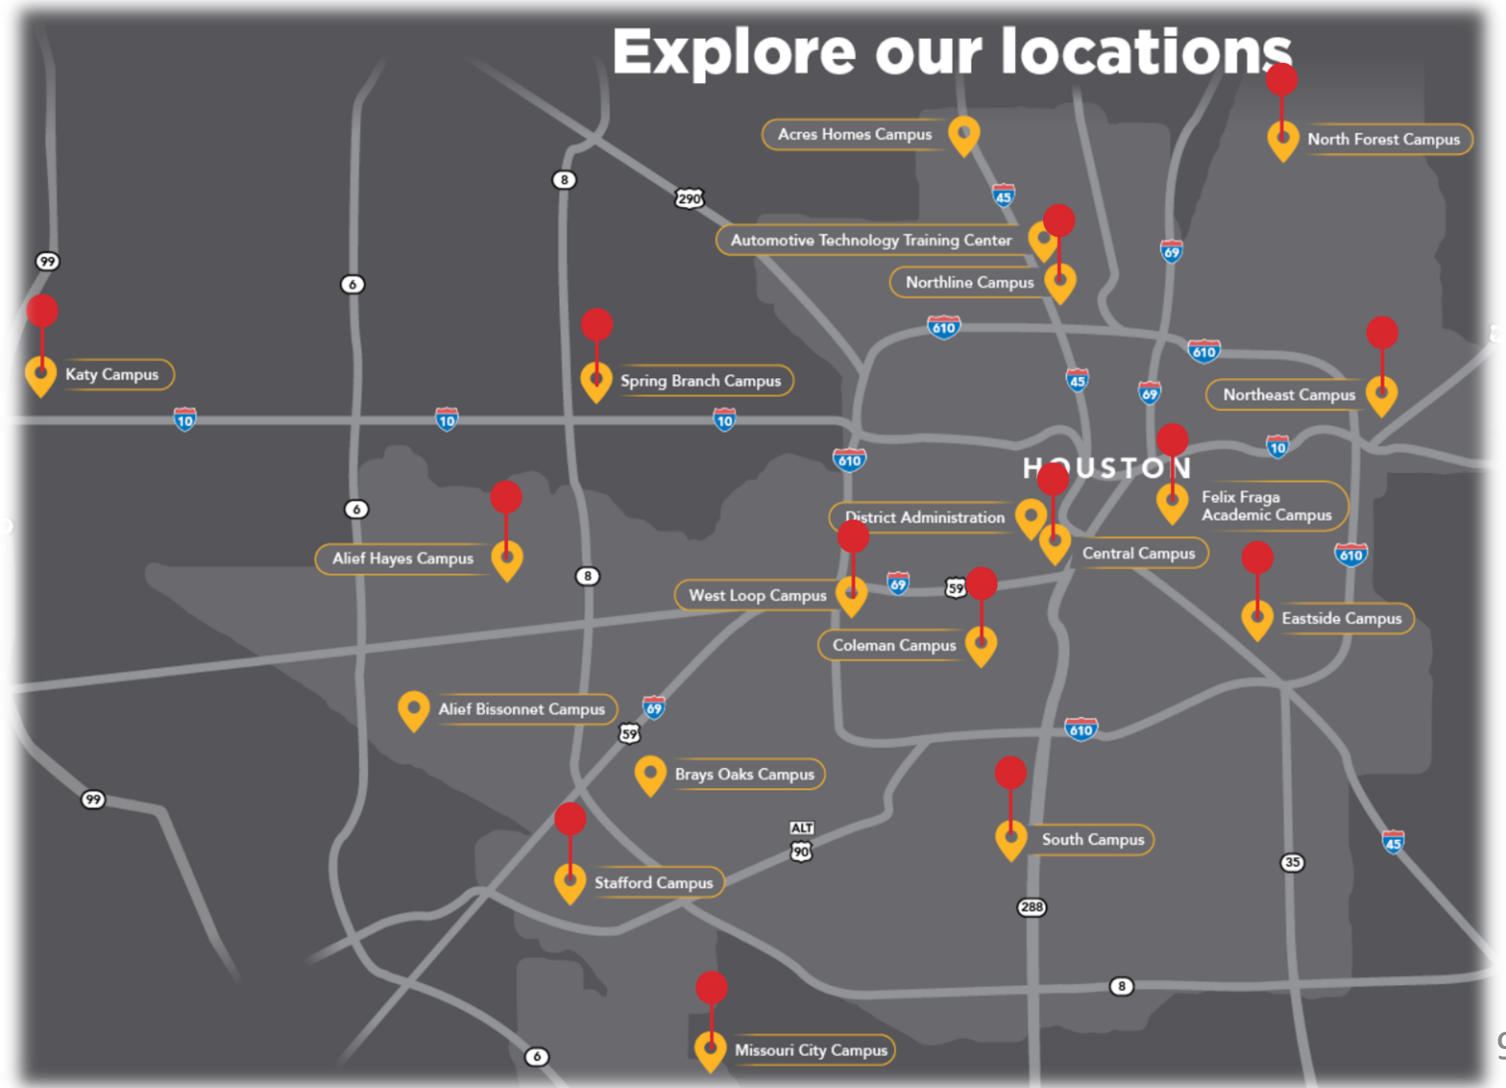 Explore our locations
Acres Homes Campus
North Forest Campus
8
45
290
Automotive Technology Training Center
69
99
6
Northline Campus
610
610
Katy Campus
Spring Branch Campus
45
69
Northeast Campus
10
10
10
10
610
HOUSTON
Felix Fraga
Academic Campus
6
District Administration
Central Campus
610
Alief Hayes Campus
8
69
59
West Loop Campus
Eastside Campus
Coleman Campus
Alief Bissonnet Campus
69
59
610
Brays Oaks Campus
99
ALT
90
South Campus
45
35
Stafford Campus
288
8
Missouri City Campus
6